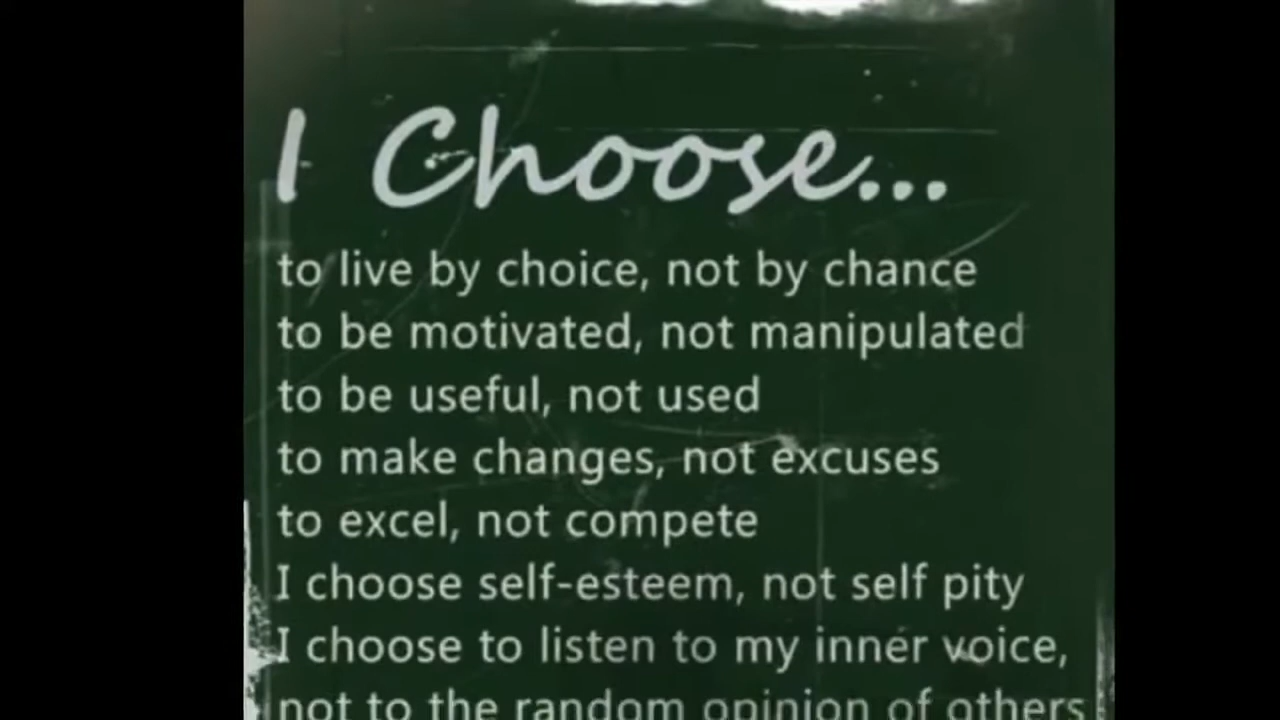 I Choose...
to live by choice, not by chance
to be motivated, not manipulated
to be useful, not used
to make changes, not excuses
to excel, not compete
I choose self-esteem, not self pity
I choose to listen to my inner voice,
not to the random opinion of others